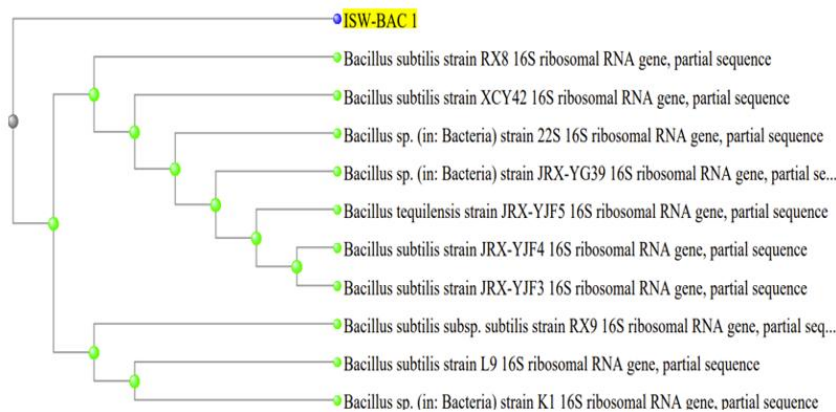 ISW-BAC 1
Bacillus subtilis strain RX8 16S ribosomal RNA gene, partial sequence
Bacillus subtilis strain XCY42 16S ribosomal RNA gene, partial sequence
Bacillus sp. (in: Bacteria) strain 22S 16S ribosomal RNA gene, partial sequence
Bacillus sp. (in: Bacteria) strain JRX-YG39 16S ribosomal RNA gene, partial se...
Bacillus tequilensis strain JRX-YJF5 16S ribosomal RNA gene, partial sequence
Bacillus subtilis strain JRX-YJF4 16S ribosomal RNA gene, partial sequence
Bacillus subtilis strain JRX-YJF3 16S ribosomal RNA gene, partial sequence
Bacillus subtilis subsp. subtilis strain RX9 16S ribosomal RNA gene, partial seq...
Bacillus subtilis strain L9 16S ribosomal RNA gene, partial sequence
Bacillus sp. (in: Bacteria) strain K1 16S ribosomal RNA gene, partial sequence